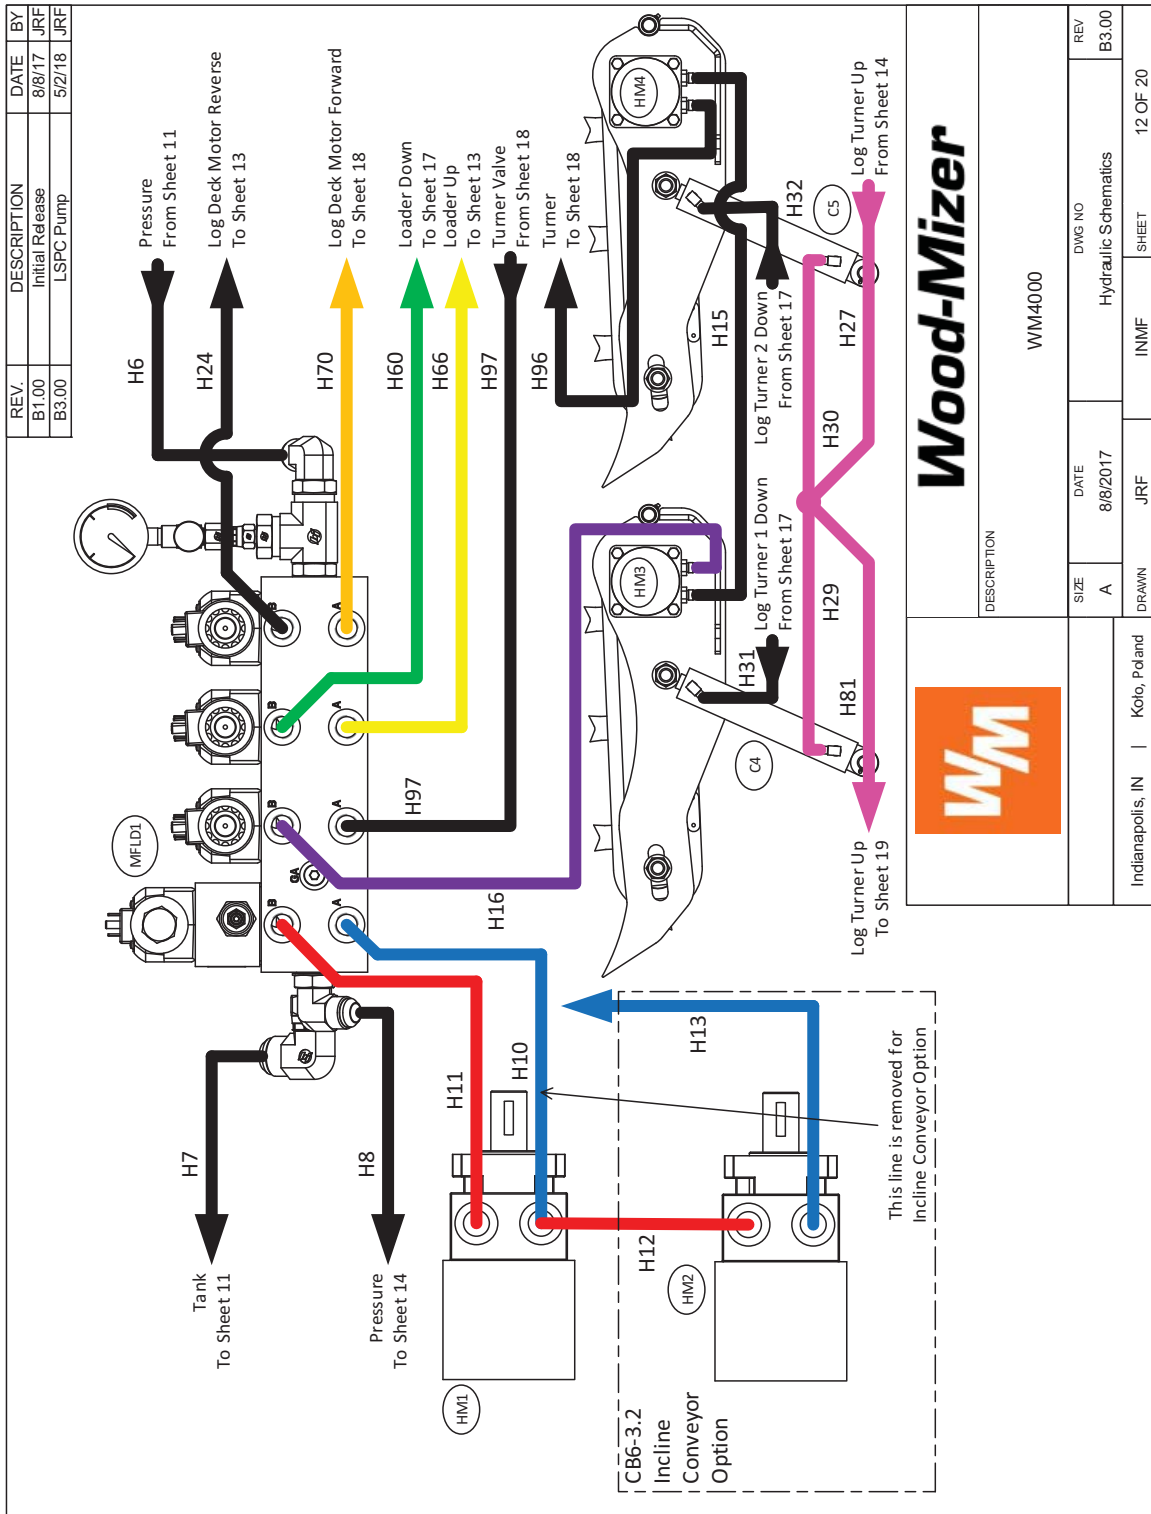 REV.
DESCRIPTION
DATE
BY
B1.00
Initial Release
8/8/17
JRF
B3.00
LSPC Pump
5/2/18
JRF
Pressure
From Sheet 11
H6
Log Deck Motor Reverse
To Sheet 13
H24
Log Deck Motor Forward
To Sheet 18
H70
Loader Down
To Sheet 17
H60
Loader Up
To Sheet 13
H66
Turner Valve
From Sheet 18
H97
Turner
To Sheet 18
H96
B
A
B
A
B
A
B
A
GA
MFLD1
H97
H16
H7
Tank
To Sheet 11
H8
Pressure
To Sheet 14
H11
H10
H12
H13
HM1
HM2
CB6-3.2
Incline
Conveyor
Option
This line is removed for
Incline Conveyor Option
HM3
HM4
H15
Log Turner 1 Down
From Sheet 17
H31
Log Turner 2 Down
From Sheet 17
H32
C4
C5
H29
H30
H27
H81
Log Turner Up
From Sheet 14
Log Turner Up
To Sheet 19
WM
Wood-Mizer
DESCRIPTION
WM4000
SIZE
A
DATE
8/8/2017
DWG NO
Hydraulic Schematics
REV
B3.00
Indianapolis, IN | Koło, Poland
DRAWN
JRF
INMF
SHEET
12 OF 20